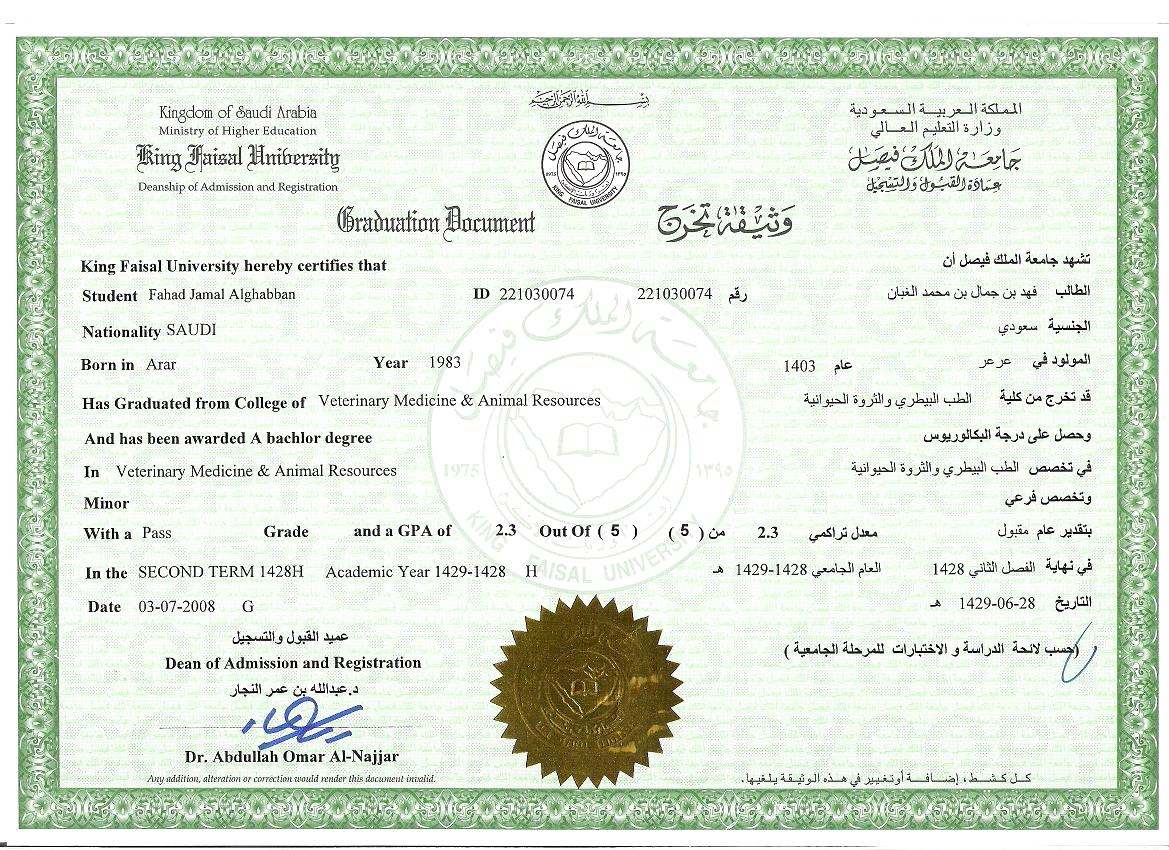 بسم الله الرحمن الرحيم
Kingdom of Saudi Arabia
Ministry of Higher Education
King Faisal University
Deanship of Admission and Registration
المملكة العربية السعودية
وزارة التعليم العالي
جامعة الملك فيصل
عمادة القبول والتسجيل
جامعة الملك فيصل
1975 ١٣٩٥
KING FAISAL UNIVERSITY
Graduation Document
وثيقة تخرج
King Faisal University hereby certifies that
تشهد جامعة الملك فيصل أن
Student Fahad Jamal Alghabban ID 221030074
الطالب فهد بن جمال بن محمد الغبان رقم 221030074
Nationality SAUDI
الجنسية سعودي
Born in Arar Year 1983
المولود في عرعر عام 1403
Has Graduated from College of Veterinary Medicine & Animal Resources
قد تخرج من كلية الطب البيطري والثروة الحيوانية
And has been awarded A bachlor degree
وحصل على درجة البكالوريوس
In Veterinary Medicine & Animal Resources
في تخصص الطب البيطري والثروة الحيوانية
Minor
وتخصص فرعي
With a Pass Grade and a GPA of 2.3 Out Of ( 5 )
بتقدير عام مقبول معدل تراكمي 2.3 من ( 5 )
In the SECOND TERM 1428H Academic Year 1429-1428 H
في نهاية الفصل الثاني 1428 العام الجامعي 1428-1429 هـ
Date 03-07-2008 G
التاريخ 28-06-1429 هـ
جامعة الملك فيصل
1975 ١٣٩٥
KING FAISAL UNIVERSITY
(حسب لائحة الدراسة و الاختبارات للمرحلة الجامعية )
عميد القبول والتسجيل
Dean of Admission and Registration
د.عبدالله بن عمر النجار
Dr. Abdullah Omar Al-Najjar
Any addition, alteration or correction would render this document invalid.
كل كشط، إضافة أو تغيير في هذه الوثيقة يلغيها.